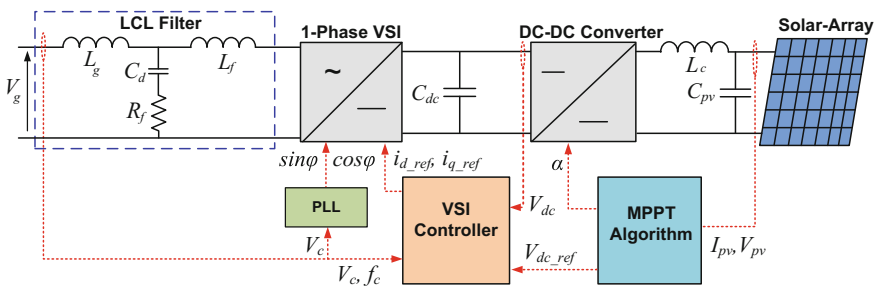 LCL Filter
1-Phase VSI
DC-DC Converter
Solar-Array
L_g
L_f
C_d
R_f
V_g
~
C_dc
L_c
C_pv
sinφ cosφ
i_d_ref, i_q_ref
α
PLL
VSI
Controller
V_dc
MPPT
Algorithm
V_c
V_dc_ref
I_pv, V_pv
V_c, f_c